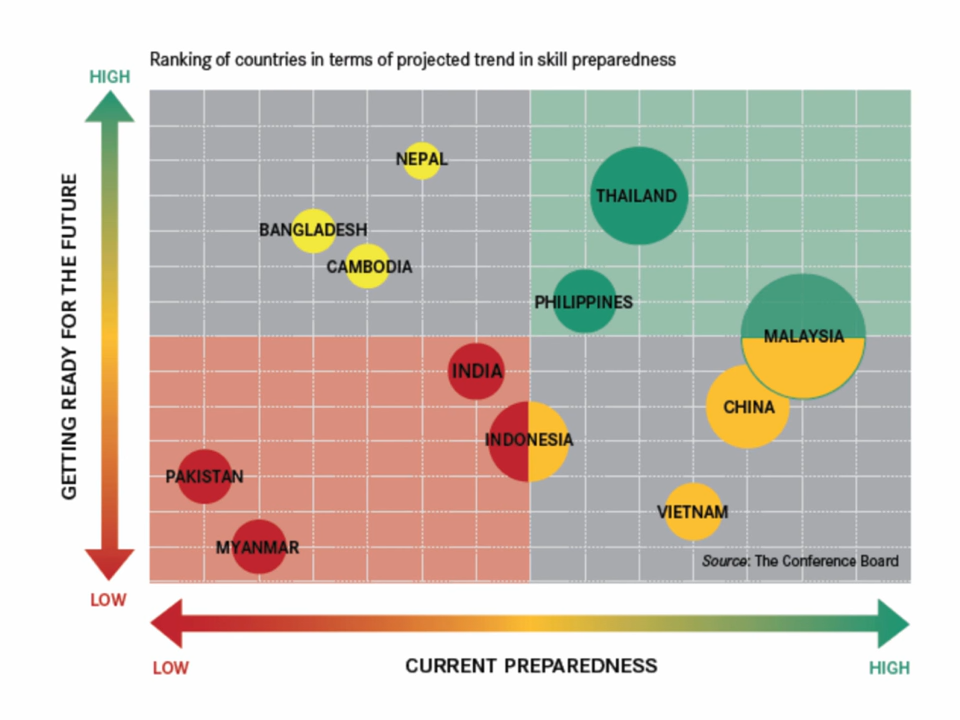 Ranking of countries in terms of projected trend in skill preparedness
HIGH
GETTING READY FOR THE FUTURE
NEPAL
THAILAND
BANGLADESH
CAMBODIA
PHILIPPINES
MALAYSIA
INDIA
CHINA
INDONESIA
PAKISTAN
VIETNAM
MYANMAR
Source: The Conference Board
LOW
LOW
CURRENT PREPAREDNESS
HIGH